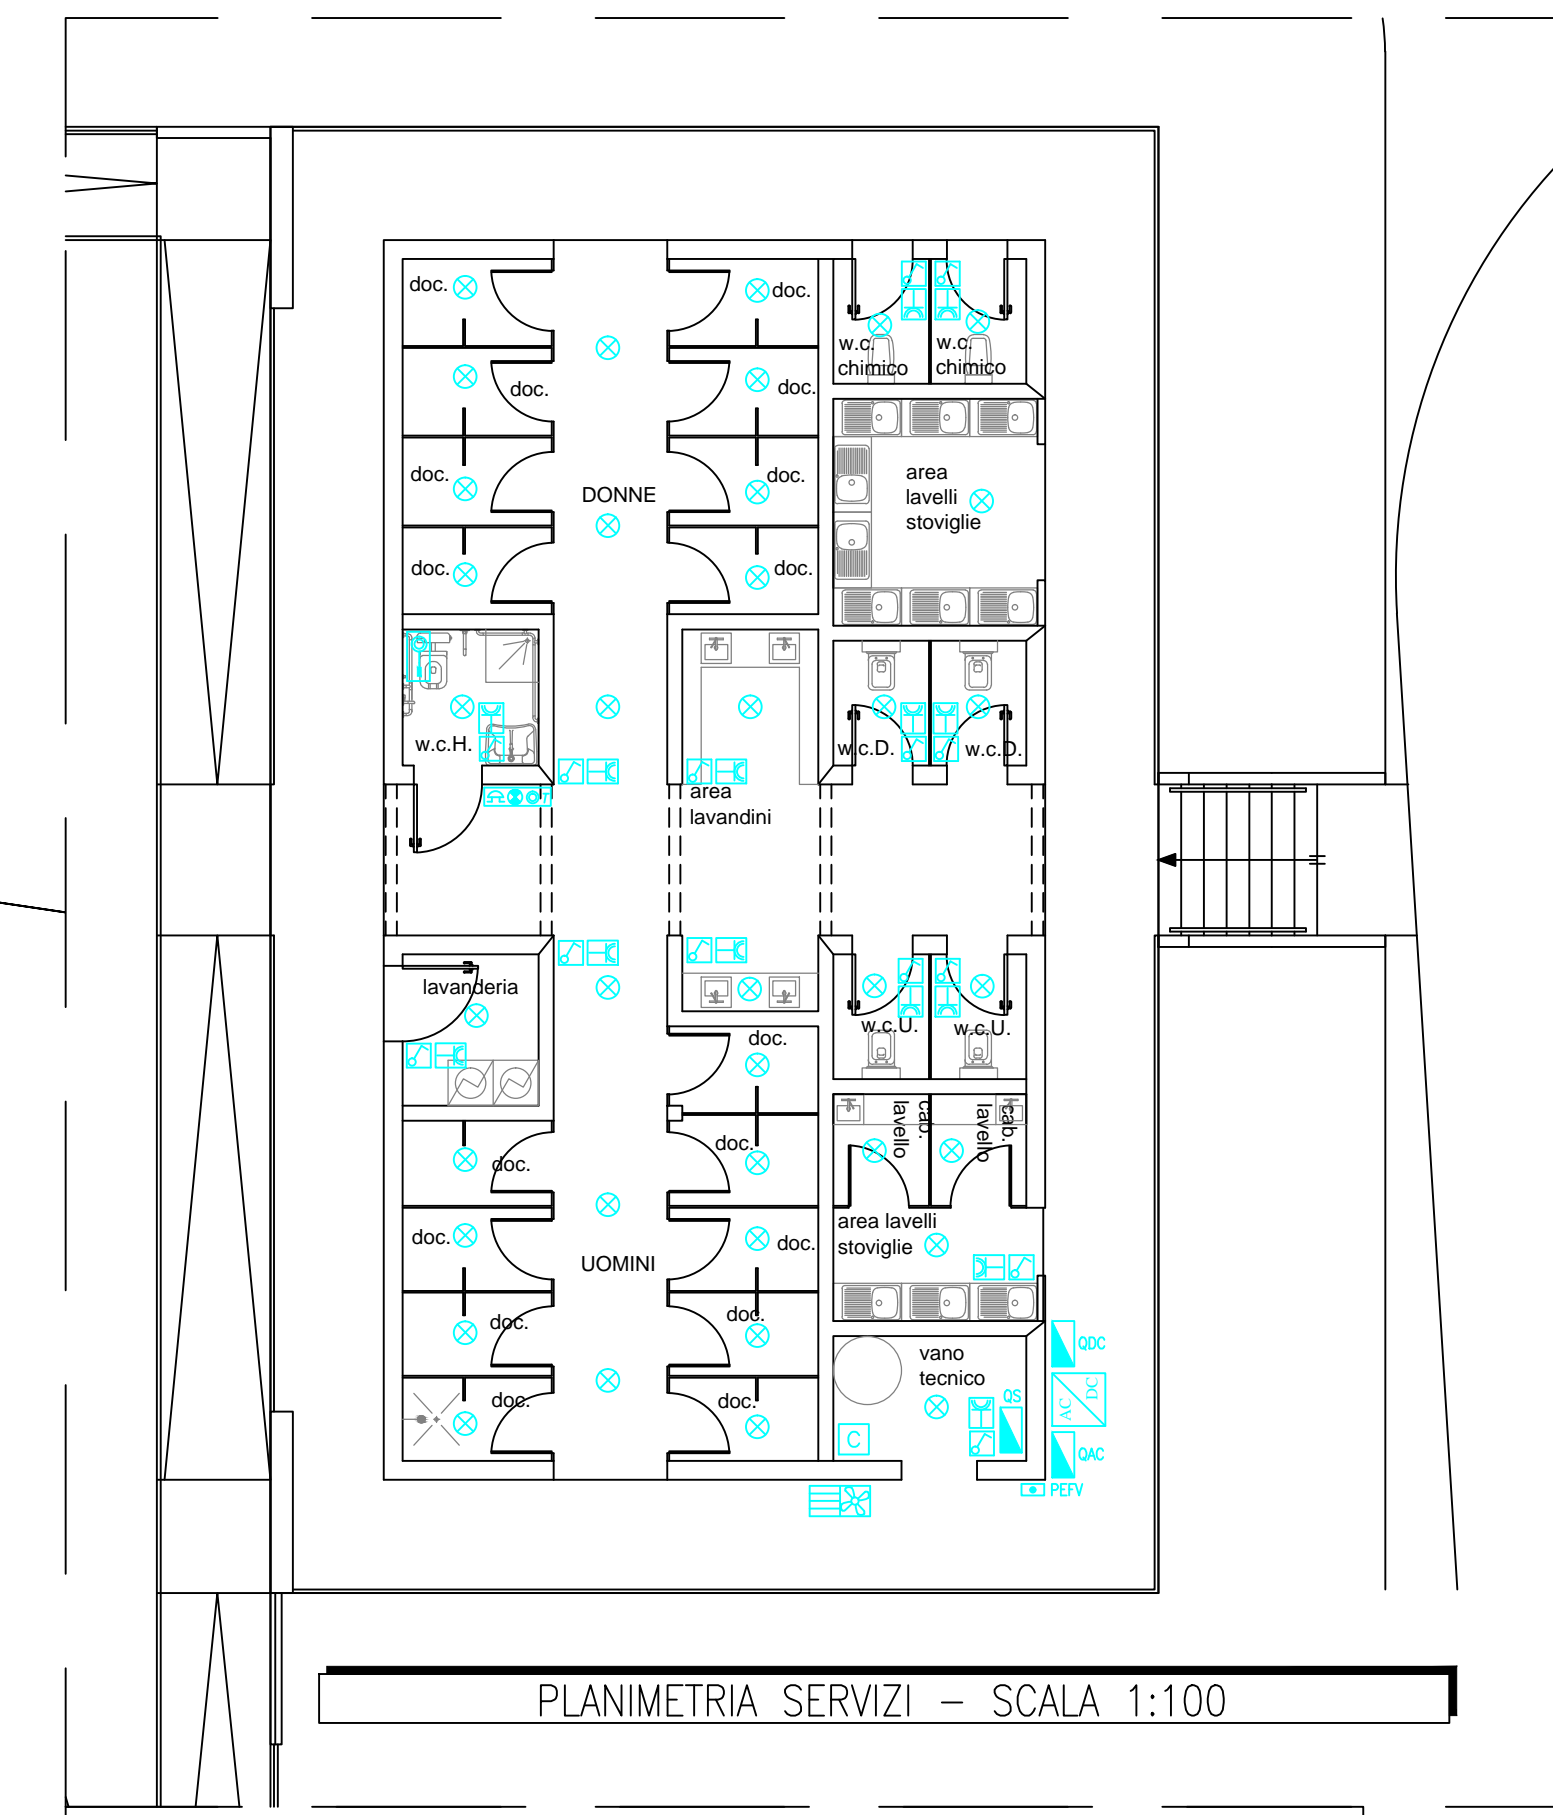 doc.
doc.
w.c.
chimico
w.c.
chimico
doc.
doc.
doc.
DONNE
doc.
area
lavelli
stoviglie
doc.
doc.
w.c.H.
w.c.D.
w.c.D.
T
area
lavandini
lavanderia
w.c.U.
w.c.U.
doc.
cab.
lavello
cab.
lavello
doc.
doc.
doc.
UOMINI
doc.
area lavelli
stoviglie
doc.
doc.
vano
tecnico
QDC
doc.
doc.
QS
AC
DC
C
QAC
PEFV
PLANIMETRIA SERVIZI – SCALA 1:100